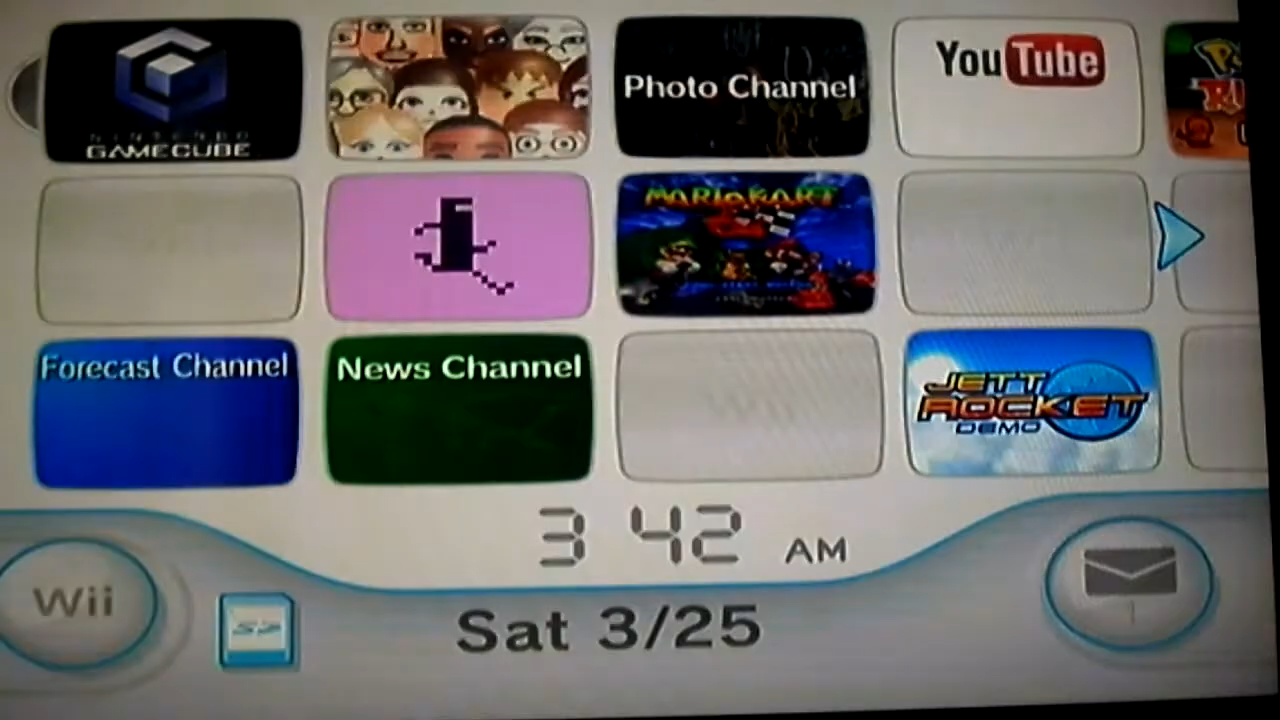 NINTENDO
GAMECUBE
Photo Channel
YouTube
MARIOKART
Forecast Channel
News Channel
JETT
ROCKET
DEMO
3 42 AM
Wii
SD
Sat 3/25